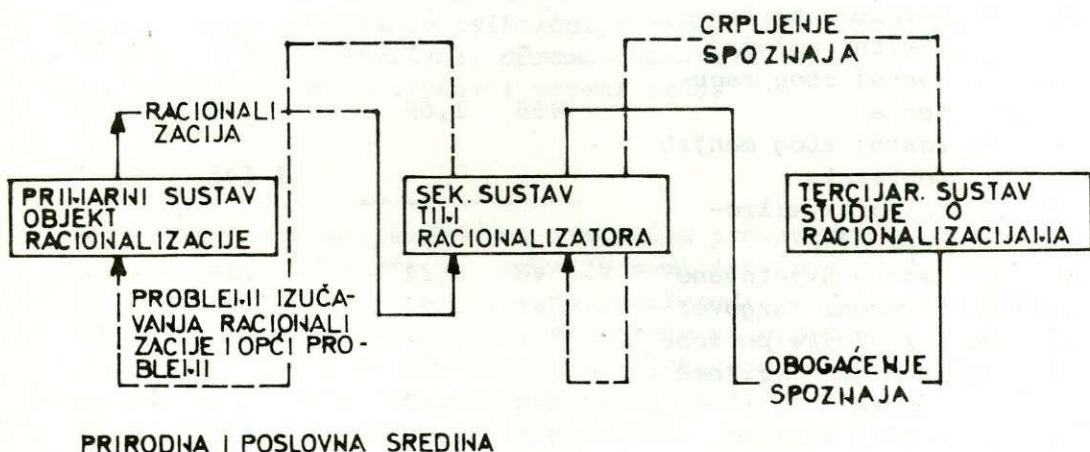 CRPLJENJE
SPOZNAJA
RACIONALI
ZACIJA
PRIMARNI SUSTAV
OBJEKT
RACIONALIZACIJE
SEK. SUSTAV
TIM
RACIONALIZATORA
TERCIJAR. SUSTAV
STUDIJE O
RACIONALIZACIJAMA
PROBLEMI IZUČA-
VANJA RACIONALI
ZACIJE I OPĆI PRO-
BLEMI
OBOGAĆENJE
SPOZNAJA
PRIRODNA I POSLOVNA SREDINA